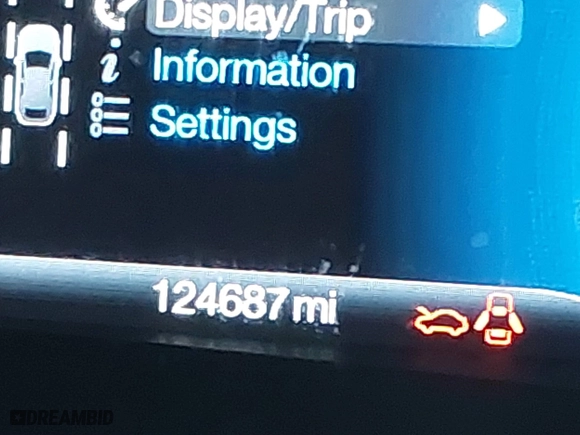 Display/Trip
Information
Settings
124687 mi
DREAMBID